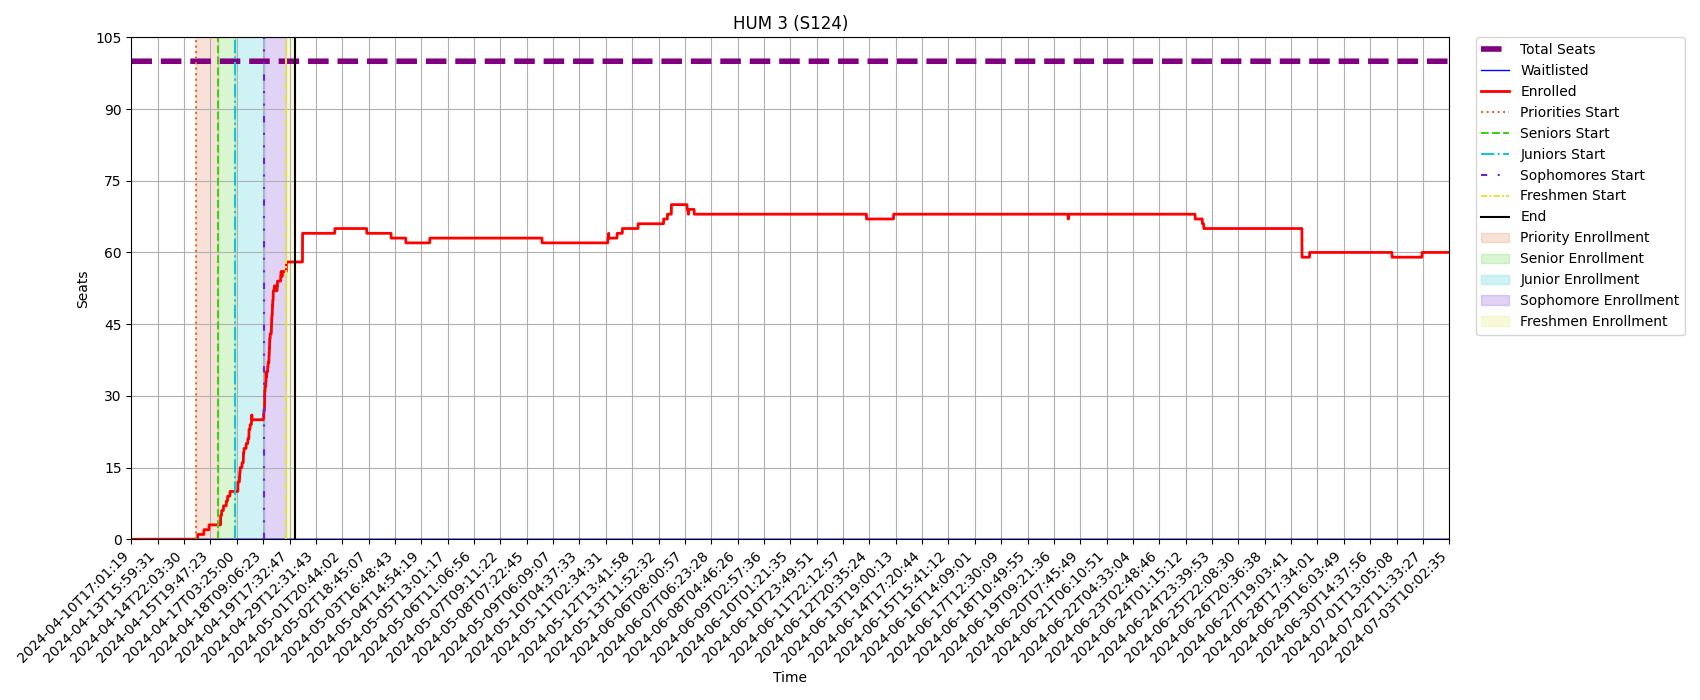 HUM 3 (S124)
105
90
75
60
45
30
15
0
Seats
2024-04-10T17:01:19
2024-04-13T15:59:31
2024-04-14T22:03:30
2024-04-15T19:47:23
2024-04-17T03:25:00
2024-04-18T09:06:23
2024-04-19T17:32:47
2024-04-29T12:31:43
2024-05-01T20:44:02
2024-05-02T18:45:07
2024-05-03T16:48:43
2024-05-04T14:54:19
2024-05-05T13:01:17
2024-05-06T11:06:56
2024-05-07T09:11:22
2024-05-08T07:22:45
2024-05-09T06:09:07
2024-05-10T04:37:33
2024-05-11T02:34:31
2024-05-12T13:41:58
2024-05-13T11:52:32
2024-06-06T08:00:57
2024-06-07T06:23:28
2024-06-08T04:46:26
2024-06-09T02:57:36
2024-06-10T01:21:35
2024-06-10T23:49:51
2024-06-11T22:12:57
2024-06-12T20:35:24
2024-06-13T19:00:13
2024-06-14T17:20:44
2024-06-15T15:41:12
2024-06-16T14:09:01
2024-06-17T12:30:09
2024-06-18T10:49:55
2024-06-19T09:21:36
2024-06-20T07:45:49
2024-06-21T06:10:51
2024-06-22T04:33:04
2024-06-23T02:48:46
2024-06-24T01:15:12
2024-06-24T23:39:53
2024-06-25T22:08:30
2024-06-26T20:36:38
2024-06-27T19:03:41
2024-06-28T17:34:01
2024-06-29T16:03:49
2024-06-30T14:37:56
2024-07-01T13:05:08
2024-07-02T11:33:27
2024-07-03T10:02:35
Time
Total Seats
Waitlisted
Enrolled
Priorities Start
Seniors Start
Juniors Start
Sophomores Start
Freshmen Start
End
Priority Enrollment
Senior Enrollment
Junior Enrollment
Sophomore Enrollment
Freshmen Enrollment